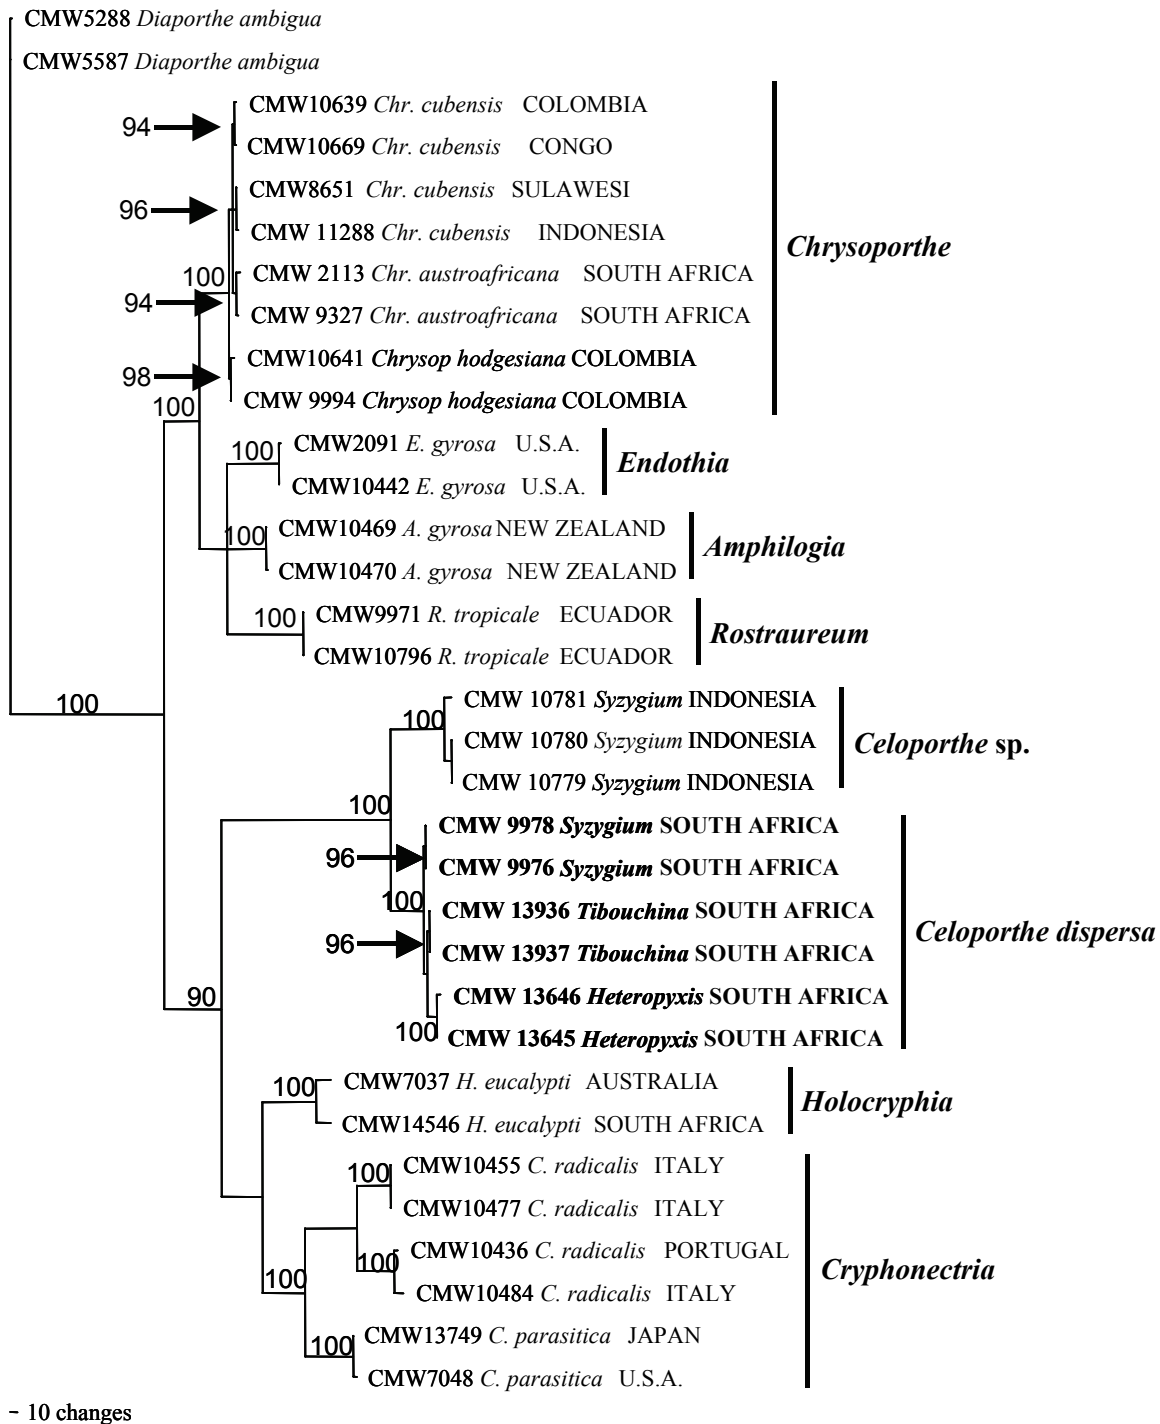 CMW5288 Diaporthe ambigua
CMW5587 Diaporthe ambigua
CMW10639 Chr. cubensis COLOMBIA
94
CMW10669 Chr. cubensis CONGO
CMW8651 Chr. cubensis SULAWESI
96
CMW 11288 Chr. cubensis INDONESIA
Chrysoporthe
CMW 2113 Chr. austroafricana SOUTH AFRICA
100
94
CMW 9327 Chr. austroafricana SOUTH AFRICA
CMW10641 Chrysop hodgesiana COLOMBIA
98
CMW 9994 Chrysop hodgesiana COLOMBIA
100
CMW2091 E. gyrosa U.S.A.
100
Endothia
CMW10442 E. gyrosa U.S.A.
CMW10469 A. gyrosa NEW ZEALAND
100
Amphilogia
CMW10470 A. gyrosa NEW ZEALAND
CMW9971 R. tropicale ECUADOR
100
Rostraureum
CMW10796 R. tropicale ECUADOR
100
CMW 10781 Syzygium INDONESIA
100
CMW 10780 Syzygium INDONESIA
Celoporthe sp.
CMW 10779 Syzygium INDONESIA
100
CMW 9978 Syzygium SOUTH AFRICA
96
CMW 9976 Syzygium SOUTH AFRICA
100
CMW 13936 Tibouchina SOUTH AFRICA
Celoporthe dispersa
96
CMW 13937 Tibouchina SOUTH AFRICA
90
CMW 13646 Heteropyxis SOUTH AFRICA
100
CMW 13645 Heteropyxis SOUTH AFRICA
CMW7037 H. eucalypti AUSTRALIA
100
Holocryphia
CMW14546 H. eucalypti SOUTH AFRICA
CMW10455 C. radicalis ITALY
100
CMW10477 C. radicalis ITALY
CMW10436 C. radicalis PORTUGAL
100
Cryphonectria
100
CMW10484 C. radicalis ITALY
CMW13749 C. parasitica JAPAN
100
CMW7048 C. parasitica U.S.A.
- 10 changes